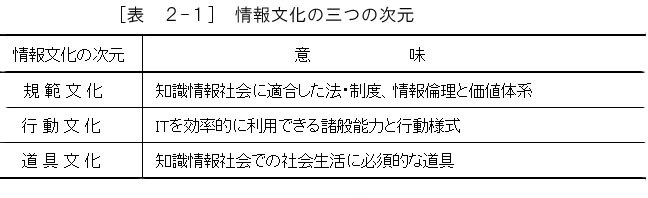 ［表　２-１］　情報文化の三つの次元
情報文化の次元　意　味
規範文化　知識情報社会に適合した法・制度、情報倫理と価値体系
行動文化　ITを効率的に利用できる諸般能力と行動様式
道具文化　知識情報社会での社会生活に必須的な道具